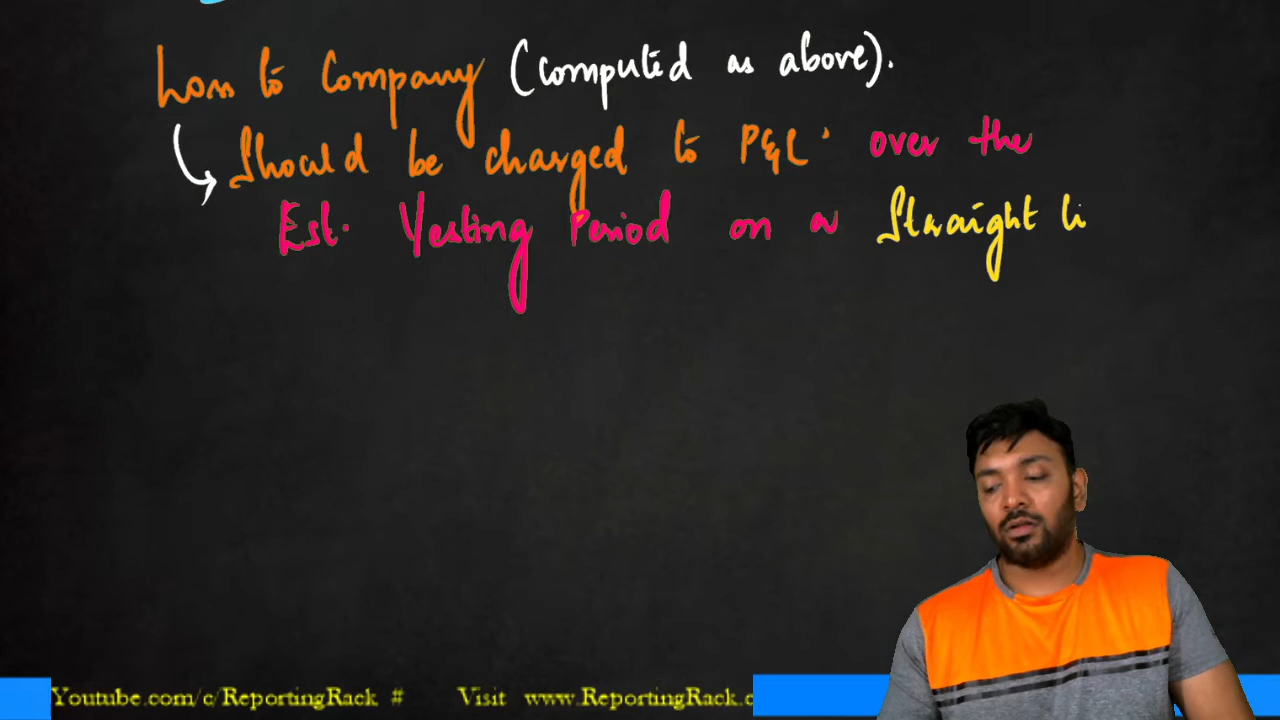 Loss to Company (computed as above).
Should be charged to P&L over the
Est. Vesting Period on a Straight li
Youtube.com/c/ReportingRack # Visit www.ReportingRack.c